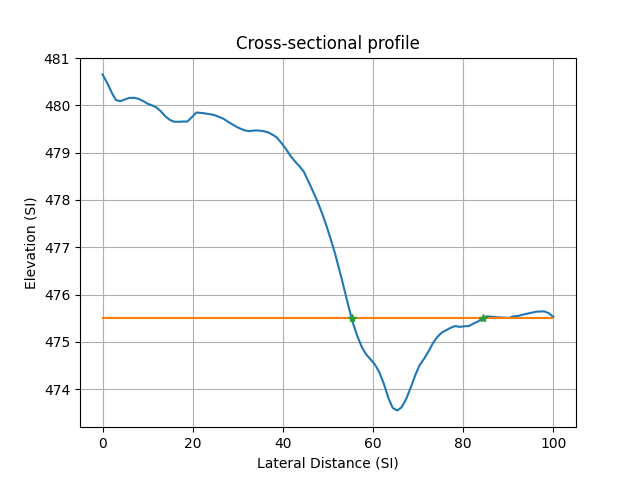 Cross-sectional profile
481
480
479
478
477
476
475
474
Elevation (SI)
0 20 40 60 80 100
Lateral Distance (SI)